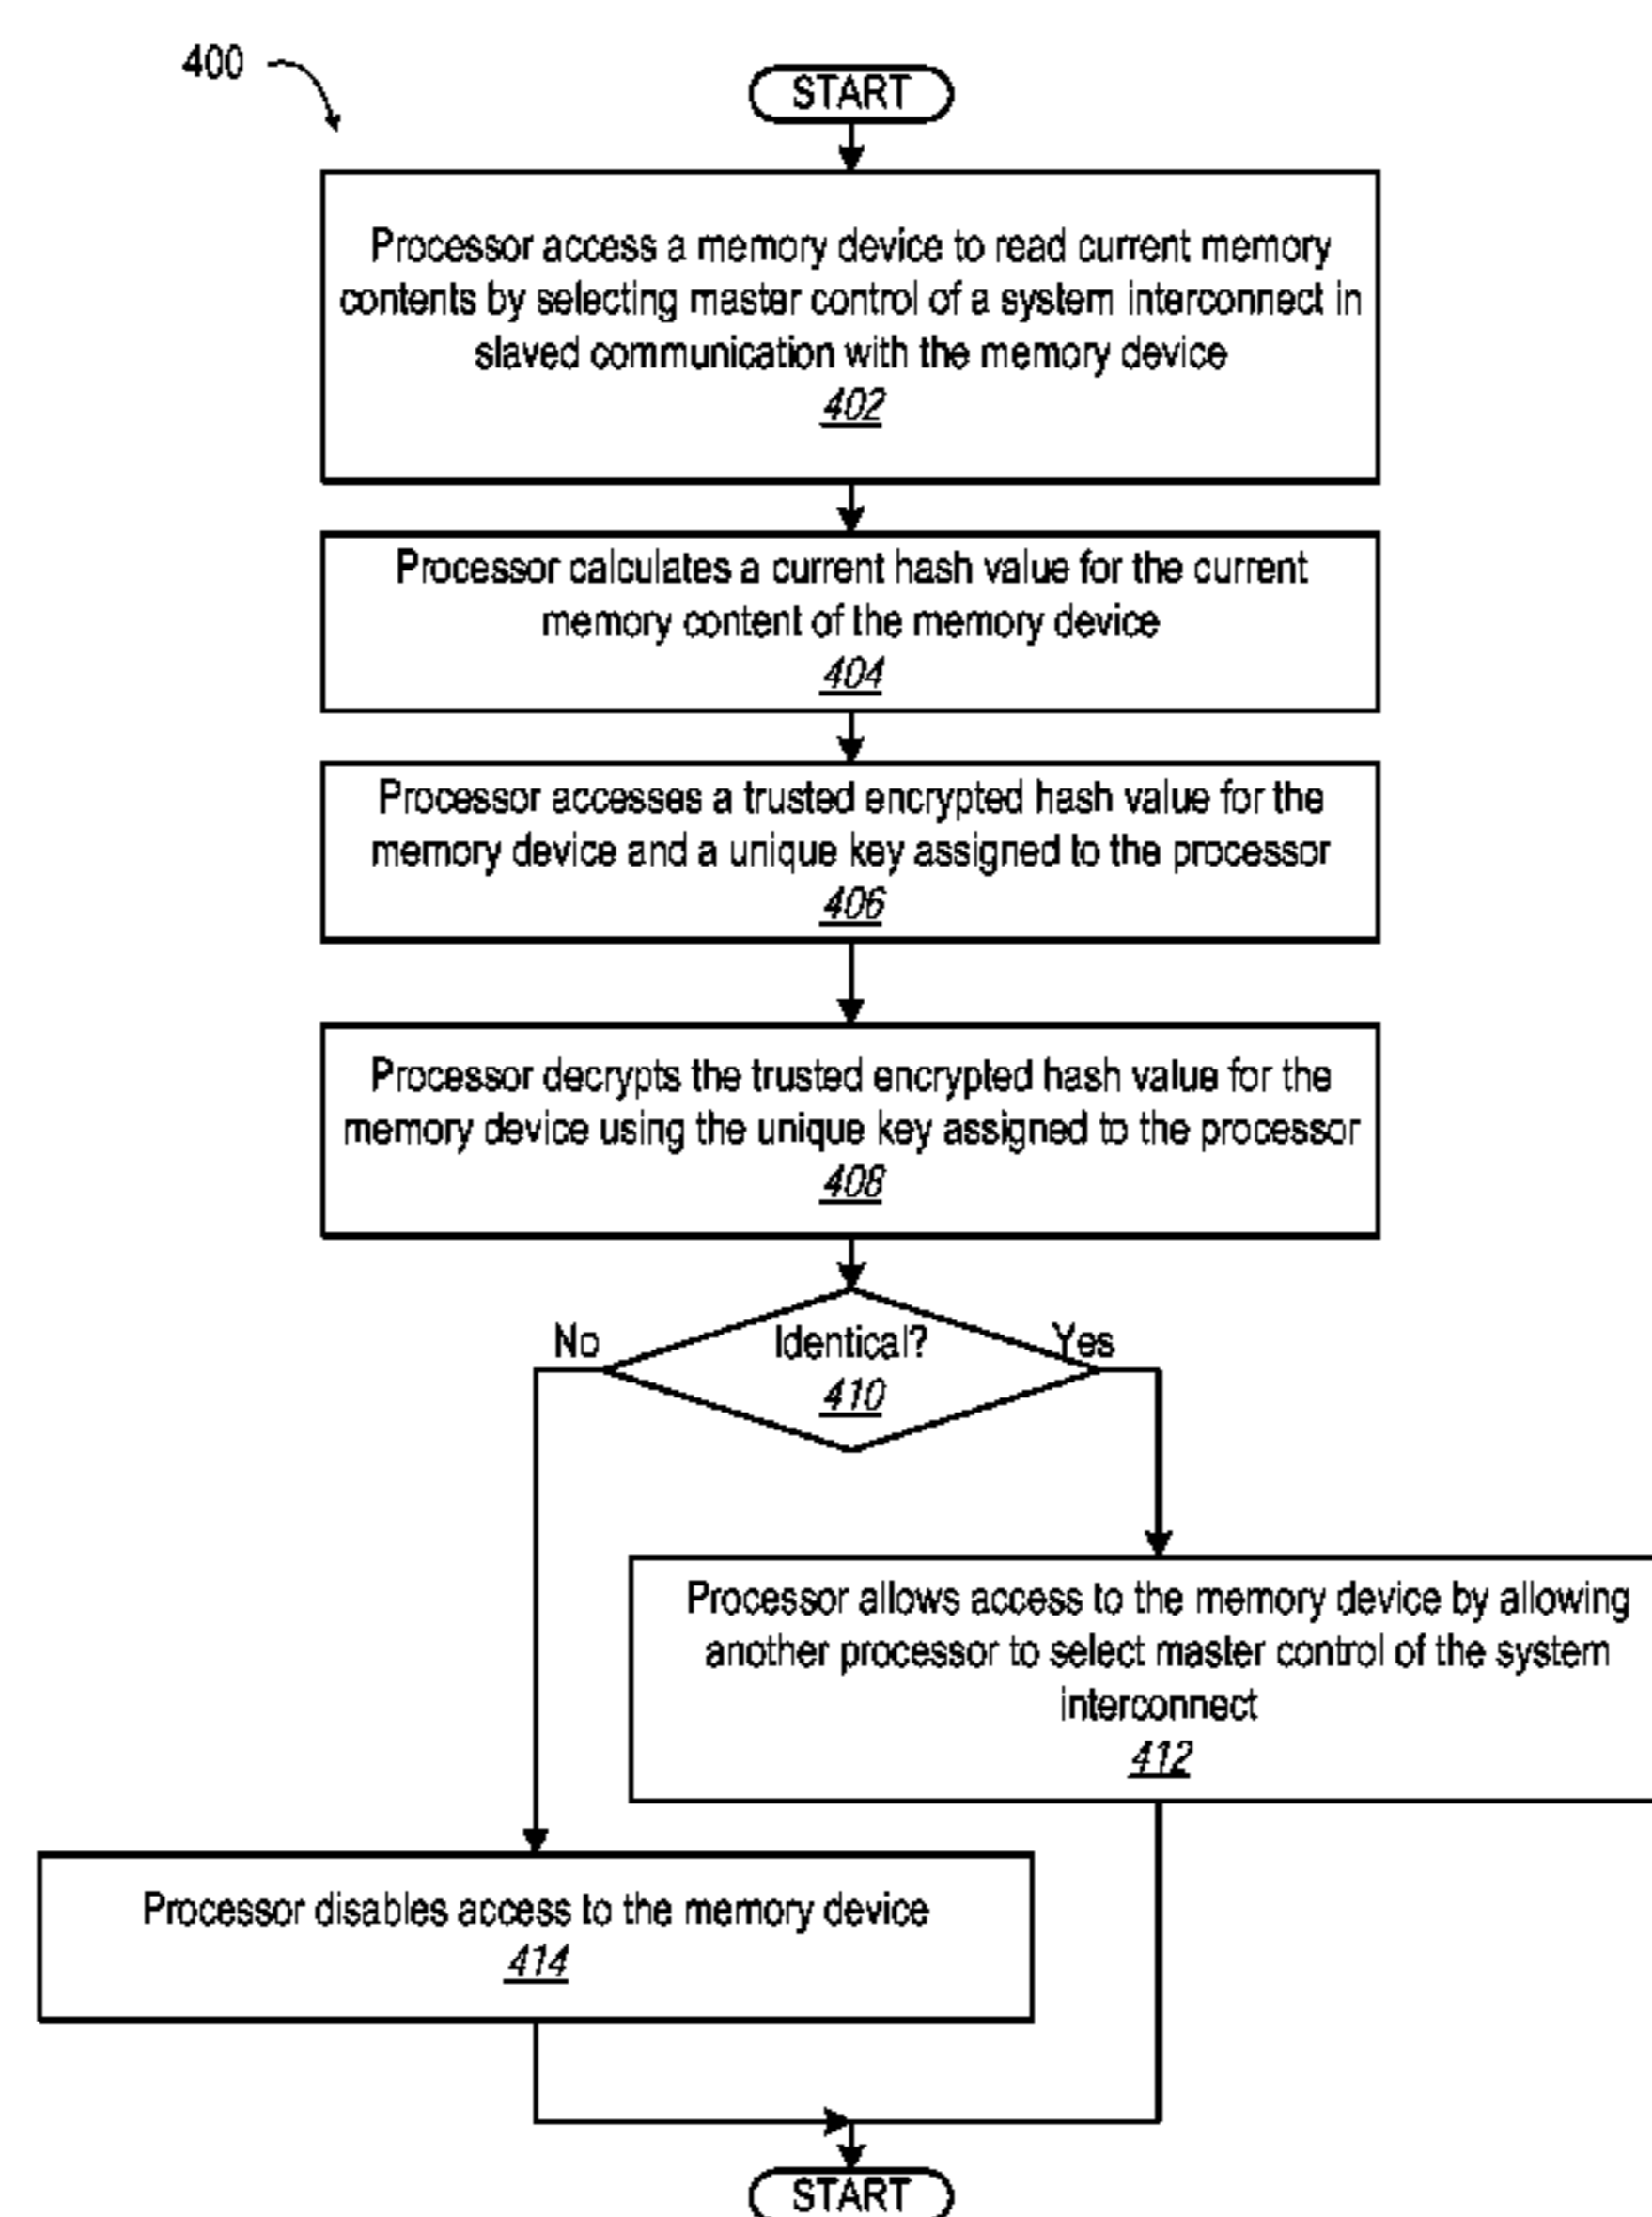 400
START
Processor access a memory device to read current memory
contents by selecting master control of a system interconnect in
slaved communication with the memory device
402
Processor calculates a current hash value for the current
memory content of the memory device
404
Processor accesses a trusted encrypted hash value for the
memory device and a unique key assigned to the processor
406
Processor decrypts the trusted encrypted hash value for the
memory device using the unique key assigned to the processor
408
No
Identical?
Yes
410
Processor allows access to the memory device by allowing
another processor to select master control of the system
interconnect
412
Processor disables access to the memory device
414
START